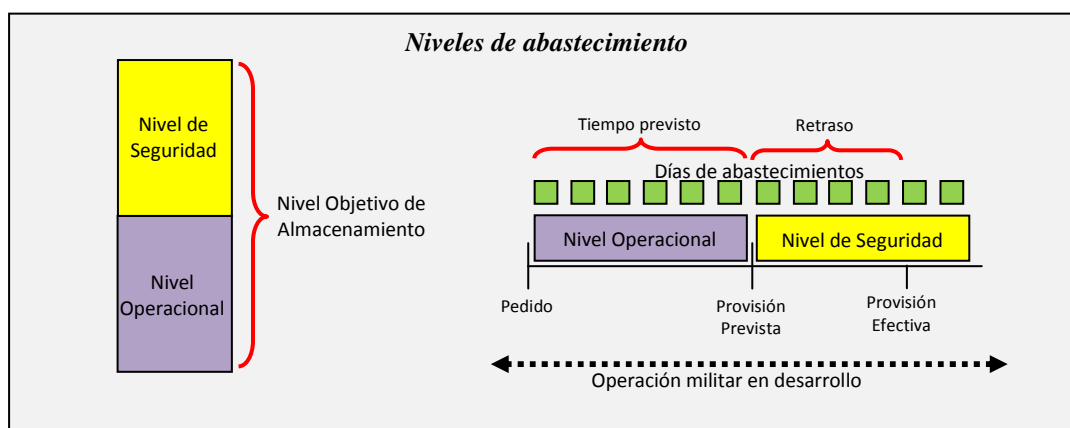 Niveles de abastecimiento
Nivel de
Seguridad
Nivel
Operacional
Nivel Objetivo de
Almacenamiento
Tiempo previsto
Retraso
Días de abastecimientos
Nivel Operacional
Nivel de Seguridad
Pedido
Provisión
Prevista
Provisión
Efectiva
Operación militar en desarrollo